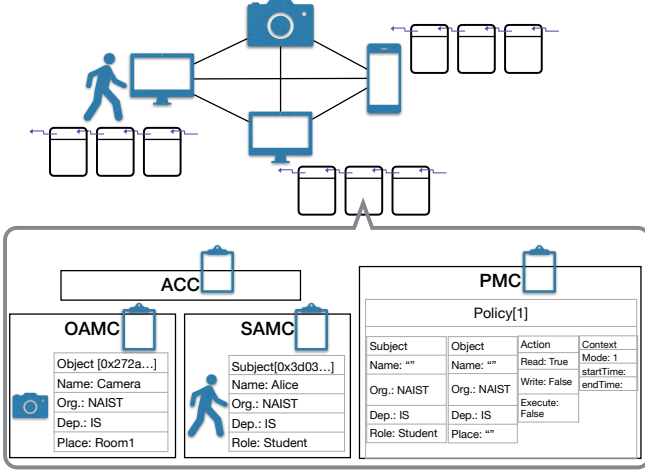 ACC
OAMC
Object [0x272a...]
Name: Camera
Org.: NAIST
Dep.: IS
Place: Room1
SAMC
Subject[0x3d03...]
Name: Alice
Org.: NAIST
Dep.: IS
Role: Student
PMC
Policy[1]
Subject
Name: “”
Org.: NAIST
Dep.: IS
Role: Student
Object
Name: “”
Org.: NAIST
Dep.: IS
Place: “”
Action
Read: True
Write: False
Execute:
False
Context
Mode: 1
startTime:
endTime: